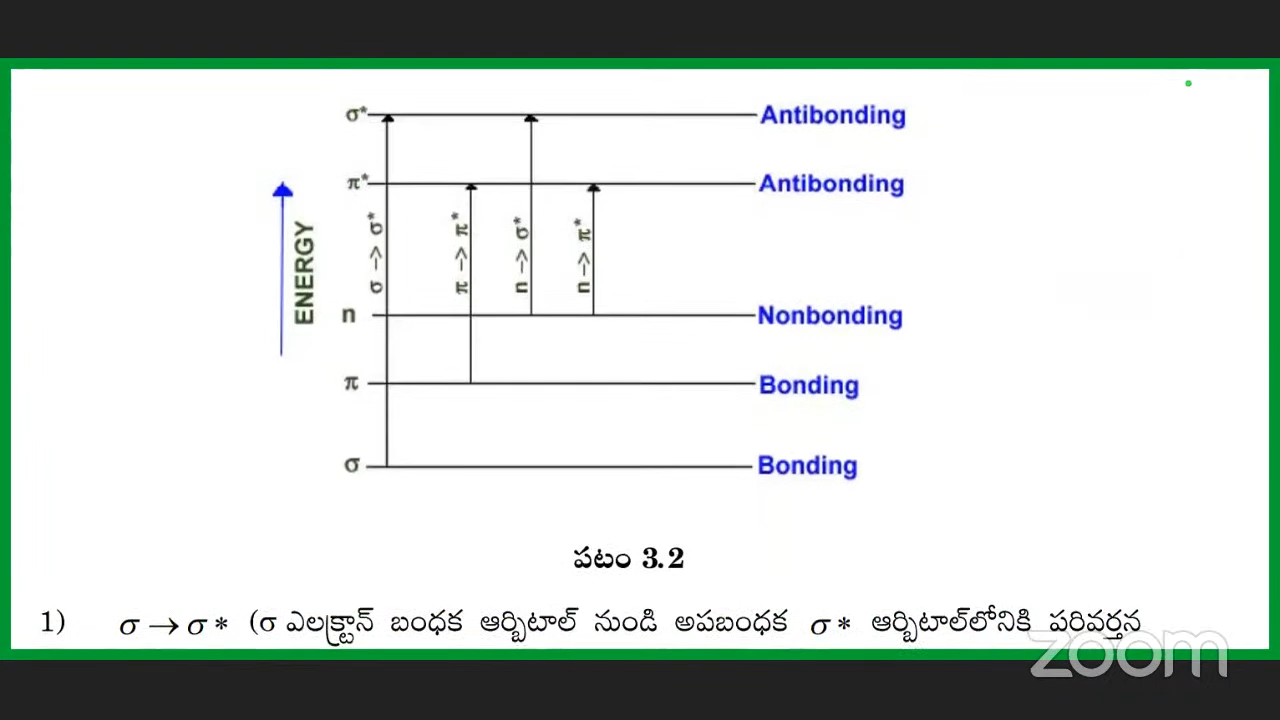 σ* Antibonding
π* Antibonding
ENERGY
σ –> σ*
π –> π*
n –> σ*
n –> π*
n Nonbonding
π Bonding
σ Bonding
పటం 3.2
1) σ → σ* (σ ఎలక్ట్రాన్ బంధక ఆర్బిటాల్ నుండి అపబంధక σ* ఆర్బిటాల్‌లోనికి పరివర్తన
zoom